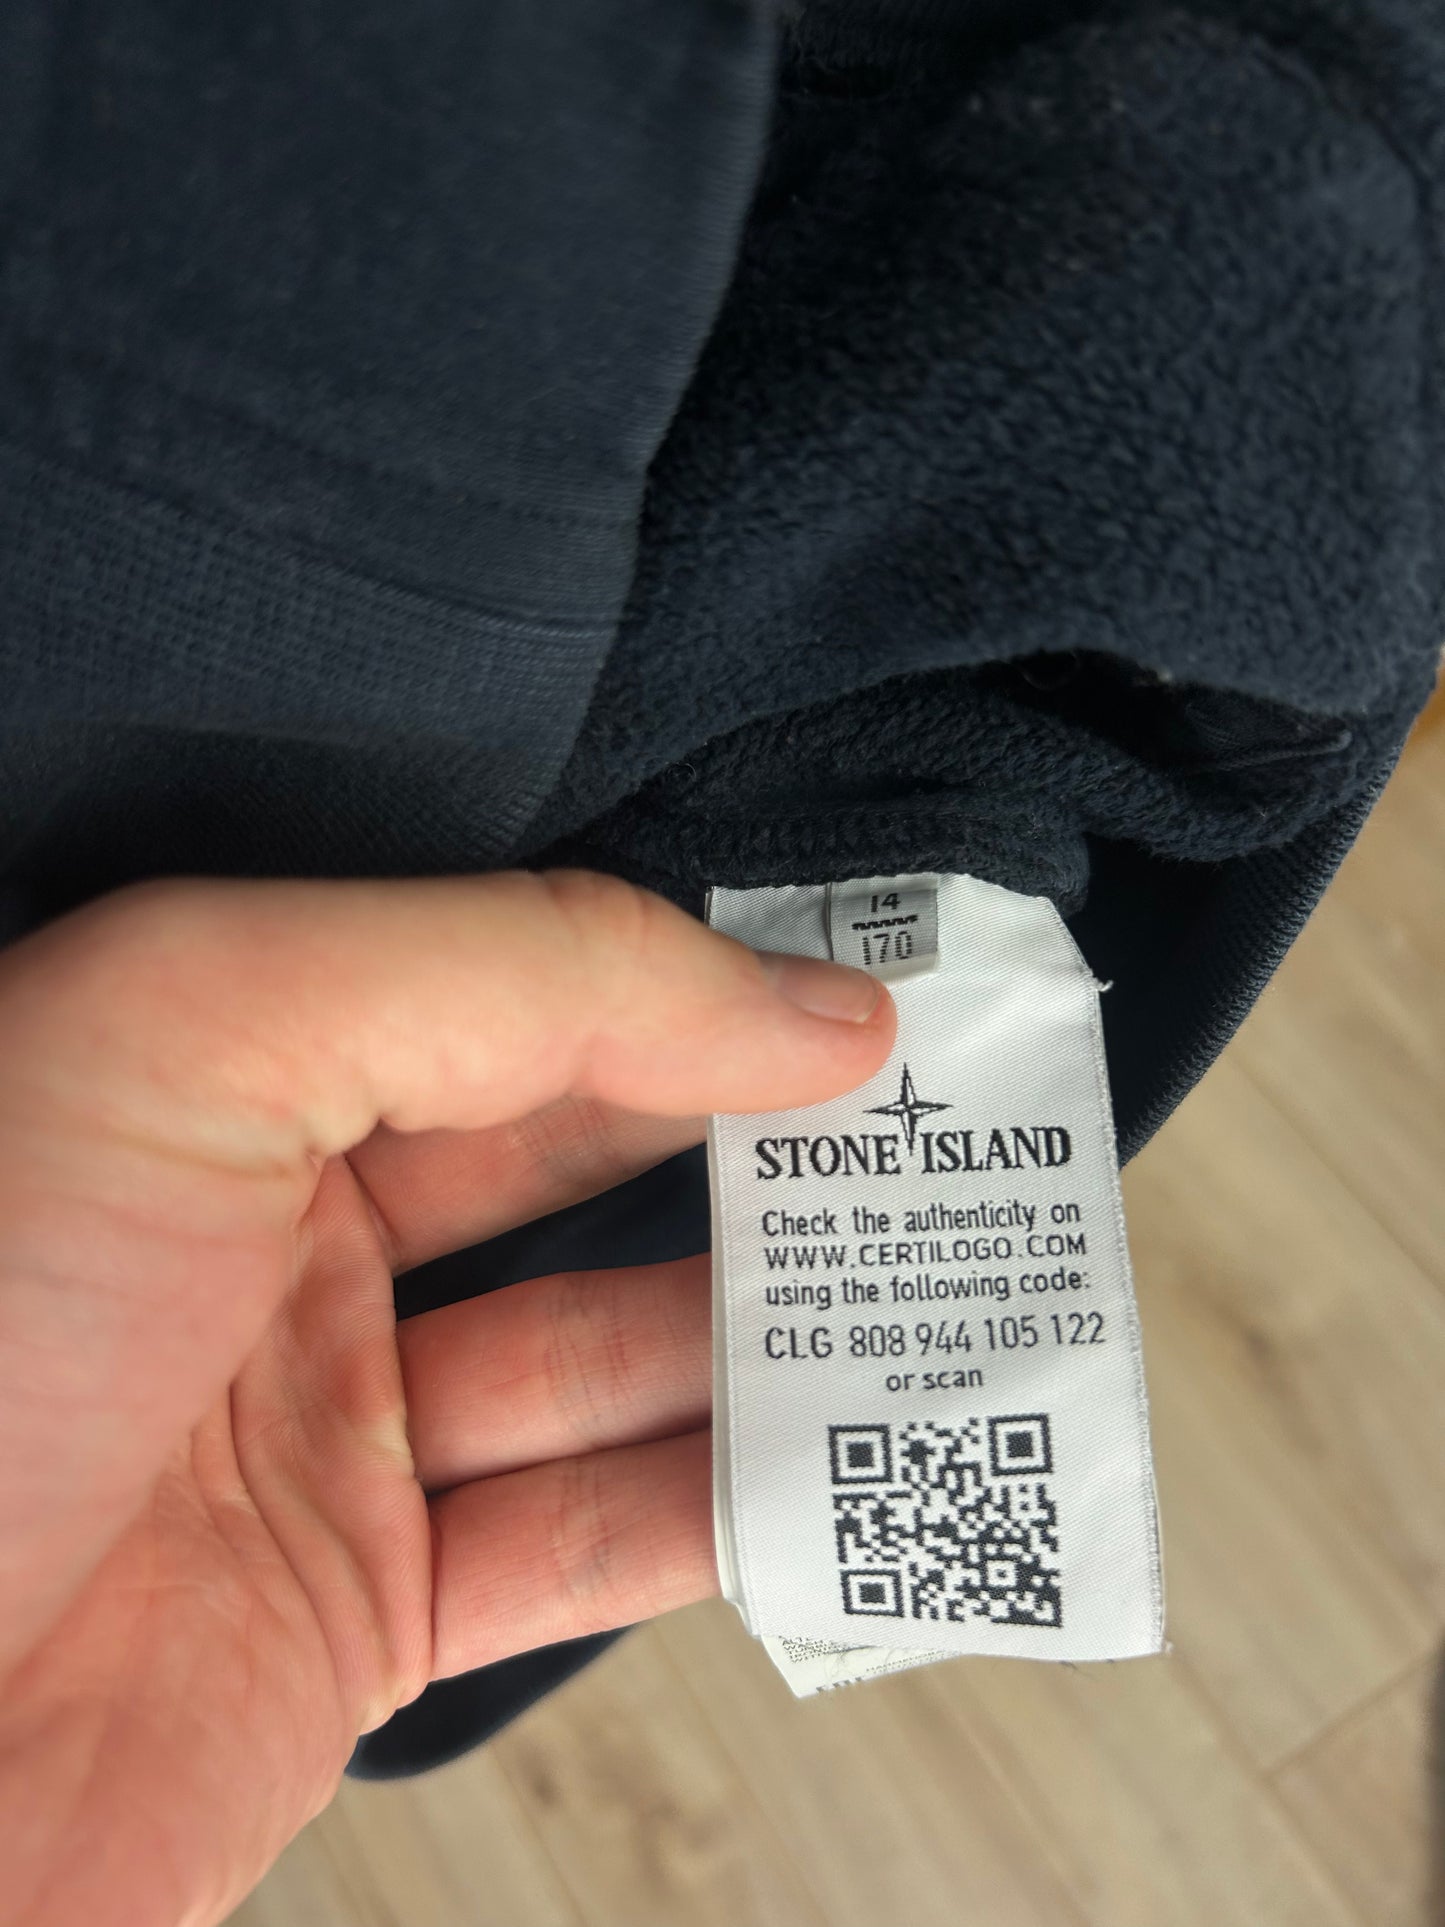 14
170
STONE ISLAND
Check the authenticity on
WWW.CERTILOGO.COM
using the following code:
CLG 808 944 105 122
or scan